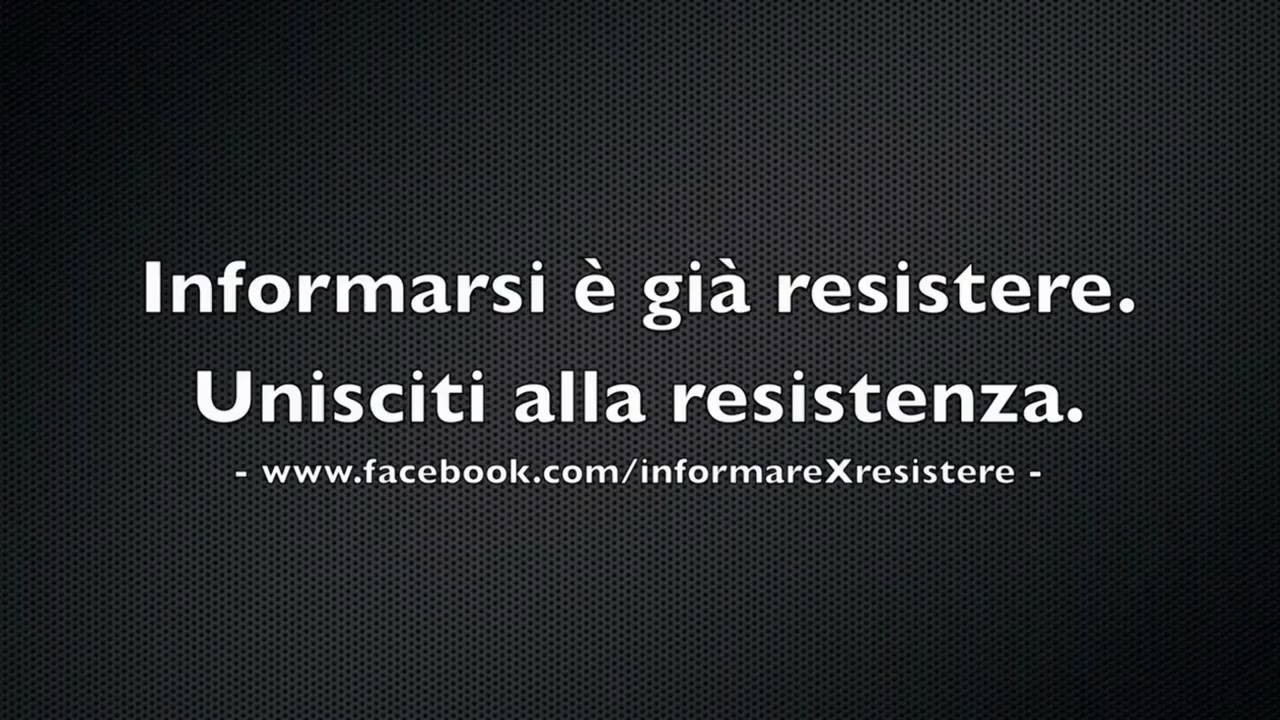 Informarsi è già resistere.
Unisciti alla resistenza.
- www.facebook.com/informareXresistere -